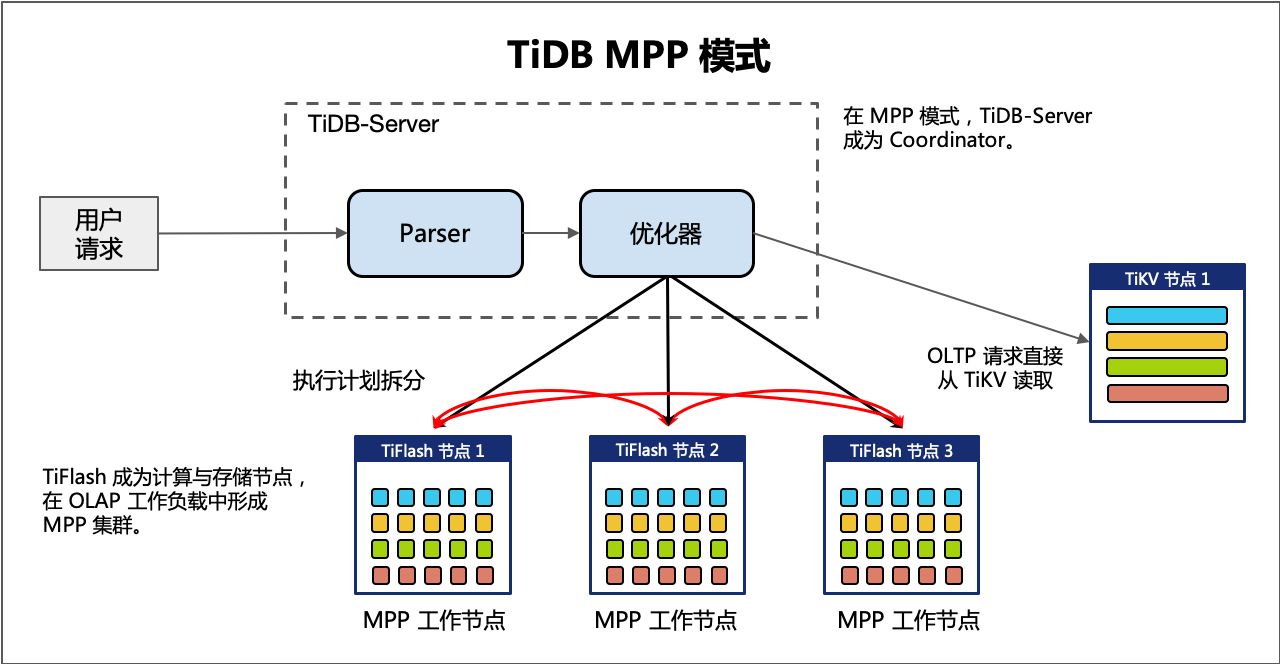 TiDB MPP 模式
TiDB-Server
在 MPP 模式，TiDB-Server
成为 Coordinator。
用户
请求
Parser
优化器
TiKV 节点 1
OLTP 请求直接
从 TiKV 读取
执行计划拆分
TiFlash 成为计算与存储节点，
在 OLAP 工作负载中形成
MPP 集群。
TiFlash 节点 1
TiFlash 节点 2
TiFlash 节点 3
MPP 工作节点
MPP 工作节点
MPP 工作节点